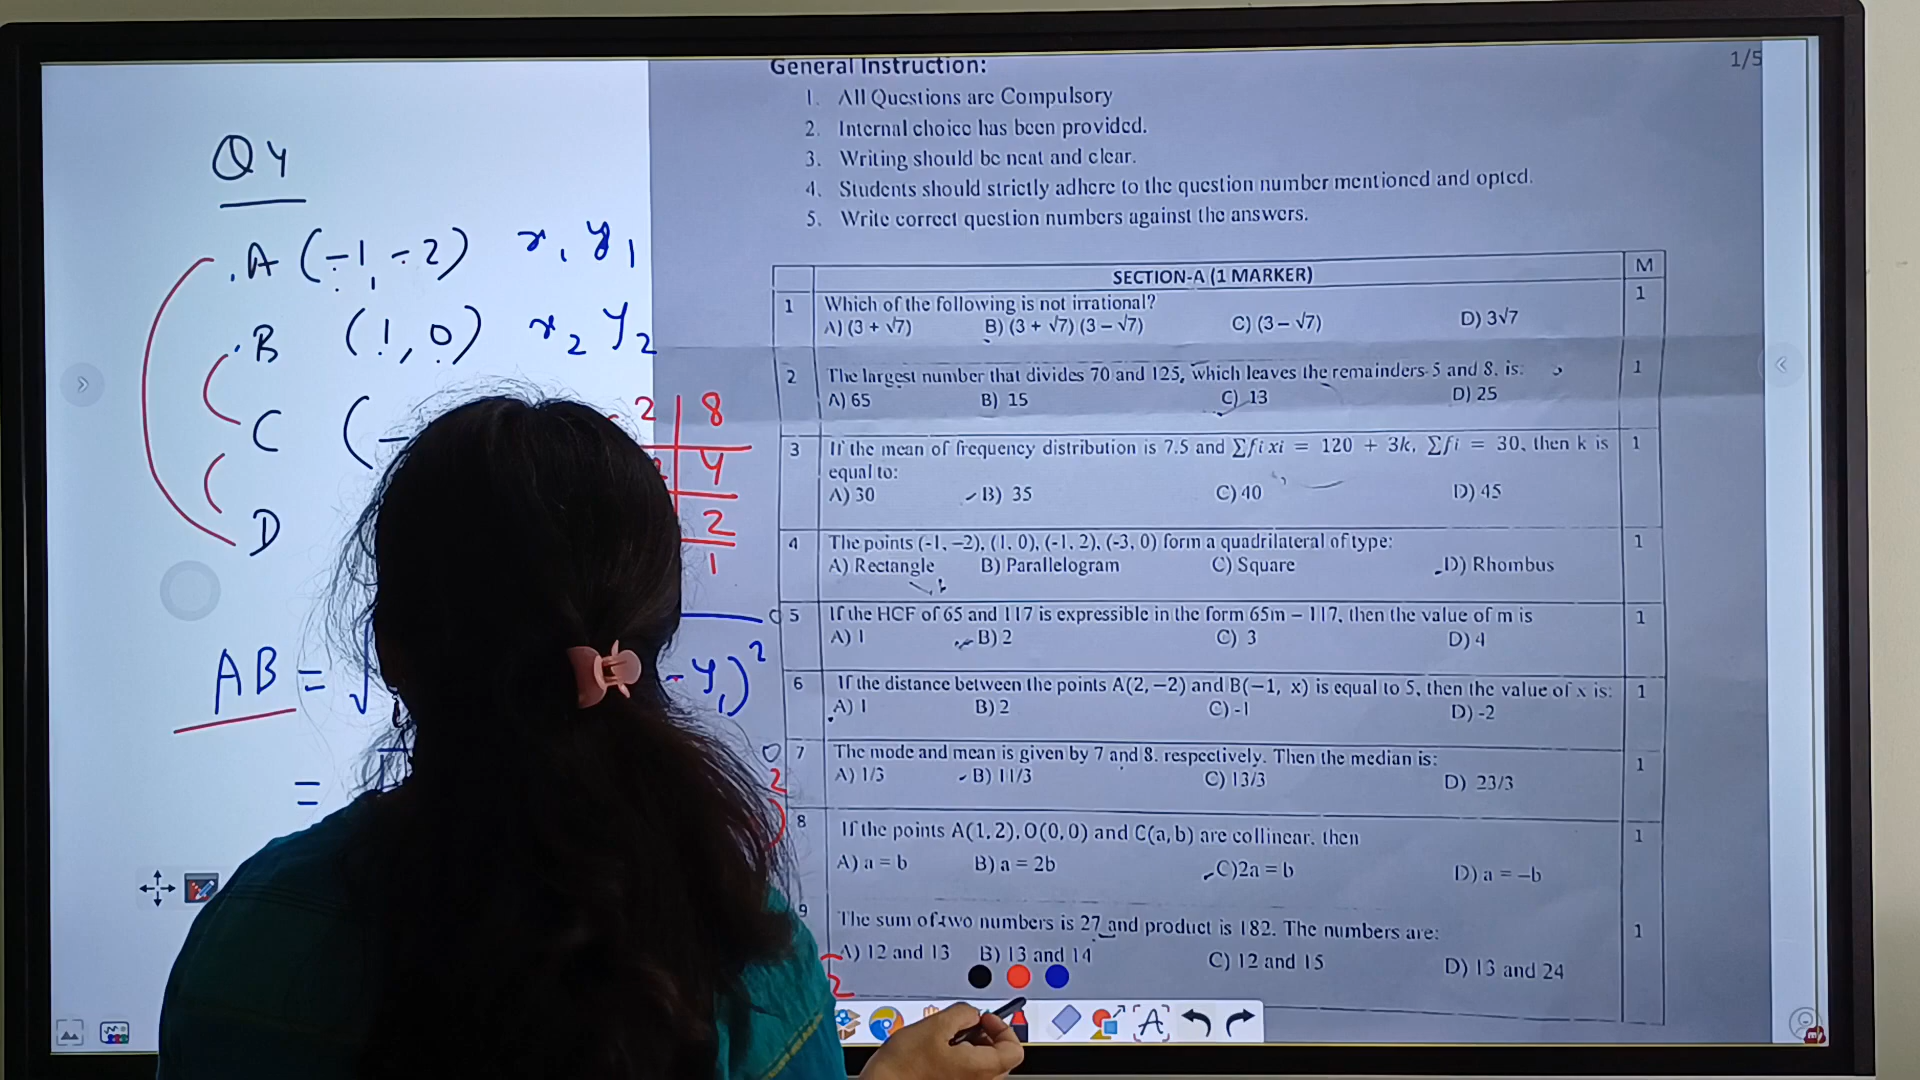 1/5
General Instruction:
1. All Questions are Compulsory
2. Internal choice has been provided.
3. Writing should be neat and clear.
4. Students should strictly adhere to the question number mentioned and opted.
5. Write correct question numbers against the answers.
SECTION-A (1 MARKER) M
1 Which of the following is not irrational? 1
A) (3 + √7) B) (3 + √7) (3 – √7) C) (3 – √7) D) 3√7
2 The largest number that divides 70 and 125, which leaves the remainders 5 and 8, is: 1
A) 65 B) 15 C) 13 D) 25
3 If the mean of frequency distribution is 7.5 and ∑fi xi = 120 + 3k, ∑fi = 30, then k is 1
equal to:
A) 30 B) 35 C) 40 D) 45
4 The points (-1, –2), (1, 0), (-1, 2), (-3, 0) form a quadrilateral of type: 1
A) Rectangle B) Parallelogram C) Square D) Rhombus
5 If the HCF of 65 and 117 is expressible in the form 65m – 117, then the value of m is 1
A) 1 B) 2 C) 3 D) 4
6 If the distance between the points A(2, –2) and B(–1, x) is equal to 5, then the value of x is: 1
A) 1 B) 2 C) -1 D) -2
7 The mode and mean is given by 7 and 8. respectively. Then the median is: 1
A) 1/3 B) 11/3 C) 13/3 D) 23/3
8 If the points A(1, 2), O(0, 0) and C(a, b) are collinear, then 1
A) a = b B) a = 2b C) 2a = b D) a = –b
9 The sum of two numbers is 27 and product is 182. The numbers are: 1
A) 12 and 13 B) 13 and 14 C) 12 and 15 D) 13 and 24
Q4
A (-1, -2) x1 y1
B (1, 0) x2 y2
C (-
D
2 | 8
4
2
1
AB = √ - y1)²
=
2
2